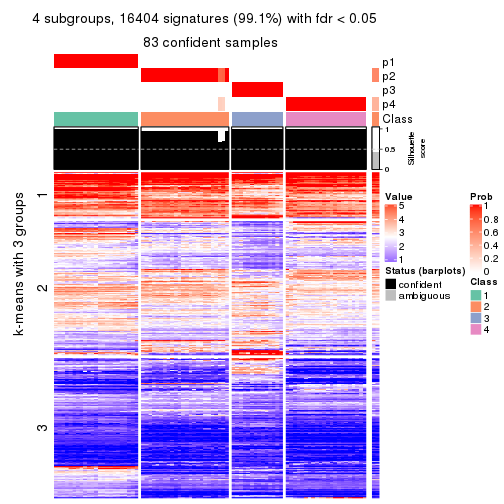 4 subgroups, 16404 signatures (99.1%) with fdr < 0.05
83 confident samples
p1
p2
p3
p4
Class
1
0.5
0
Silhouette
score
k-means with 3 groups
1
2
3
Value
5
4
3
2
1
Prob
1
0.8
0.6
0.4
0.2
0
Status (barplots)
confident
ambiguous
Class
1
2
3
4